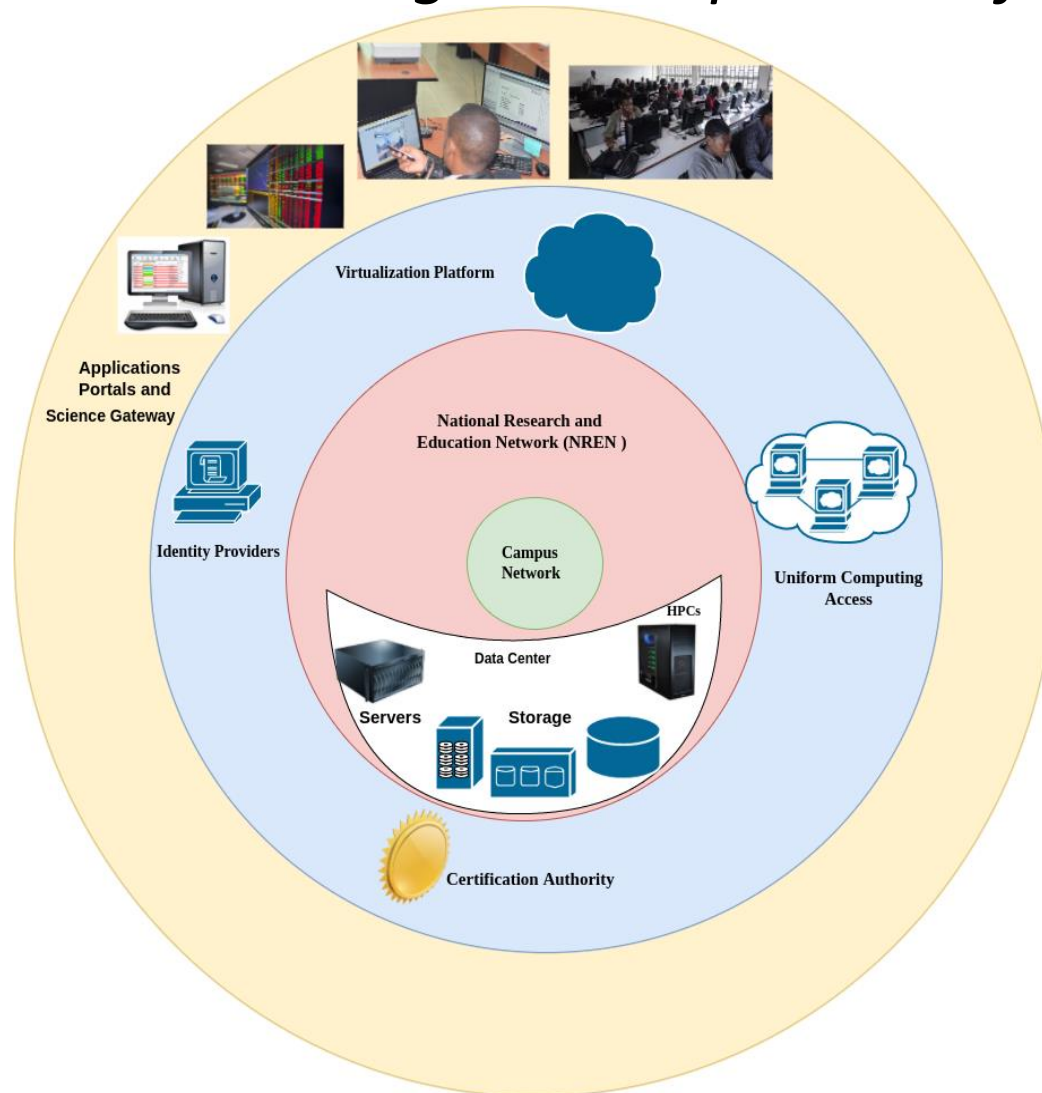 Virtualization Platform
Applications
Portals and
Science Gateway
National Research and
Education Network (NREN )
Identity Providers
Campus
Network
Uniform Computing
Access
HPCs
Data Center
Servers
Storage
Certification Authority